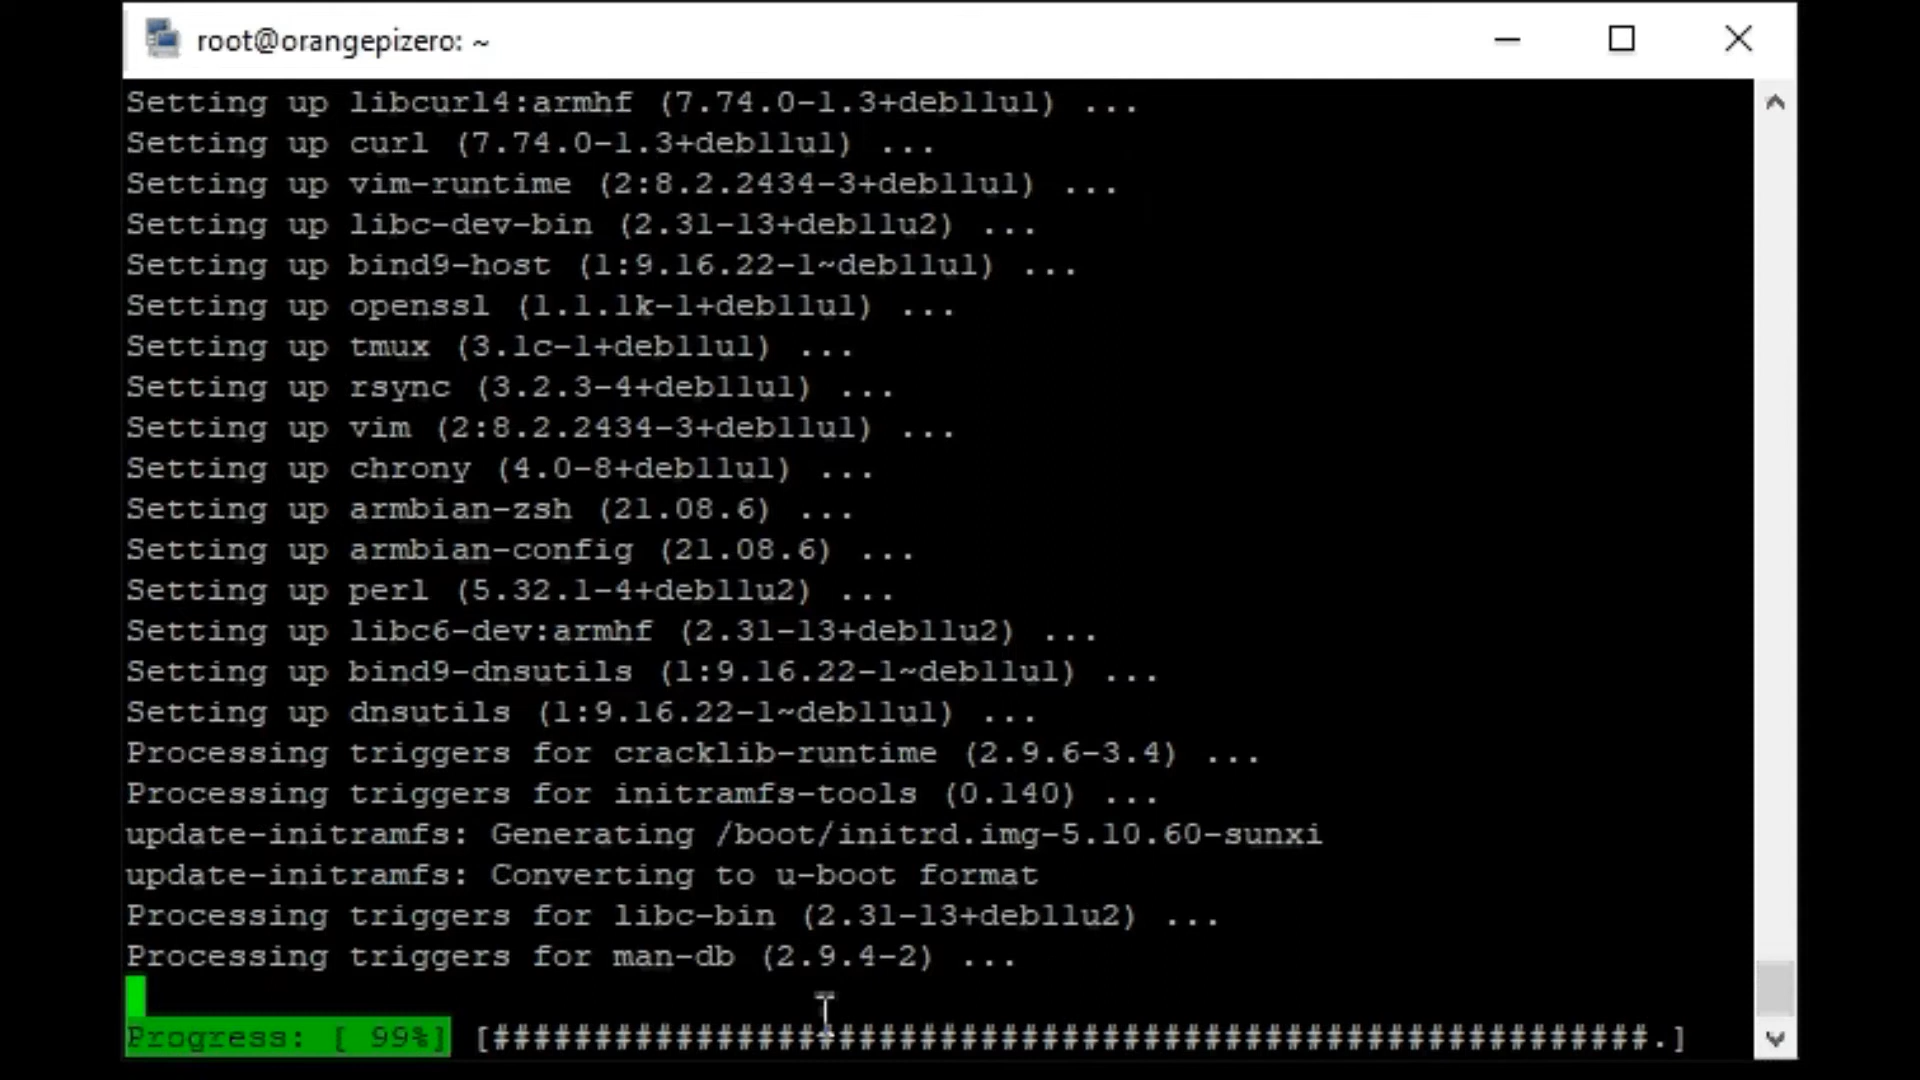 root@orangepizero: ~
Setting up libcurl4:armhf (7.74.0-1.3+deb11u1) ...
Setting up curl (7.74.0-1.3+deb11u1) ...
Setting up vim-runtime (2:8.2.2434-3+deb11u1) ...
Setting up libc-dev-bin (2.31-13+deb11u2) ...
Setting up bind9-host (1:9.16.22-1~deb11u1) ...
Setting up openssl (1.1.1k-1+deb11u1) ...
Setting up tmux (3.1c-1+deb11u1) ...
Setting up rsync (3.2.3-4+deb11u1) ...
Setting up vim (2:8.2.2434-3+deb11u1) ...
Setting up chrony (4.0-8+deb11u1) ...
Setting up armbian-zsh (21.08.6) ...
Setting up armbian-config (21.08.6) ...
Setting up perl (5.32.1-4+deb11u2) ...
Setting up libc6-dev:armhf (2.31-13+deb11u2) ...
Setting up bind9-dnsutils (1:9.16.22-1~deb11u1) ...
Setting up dnsutils (1:9.16.22-1~deb11u1) ...
Processing triggers for cracklib-runtime (2.9.6-3.4) ...
Processing triggers for initramfs-tools (0.140) ...
update-initramfs: Generating /boot/initrd.img-5.10.60-sunxi
update-initramfs: Converting to u-boot format
Processing triggers for libc-bin (2.31-13+deb11u2) ...
Processing triggers for man-db (2.9.4-2) ...
Progress: [ 99%] [#########################################################.]